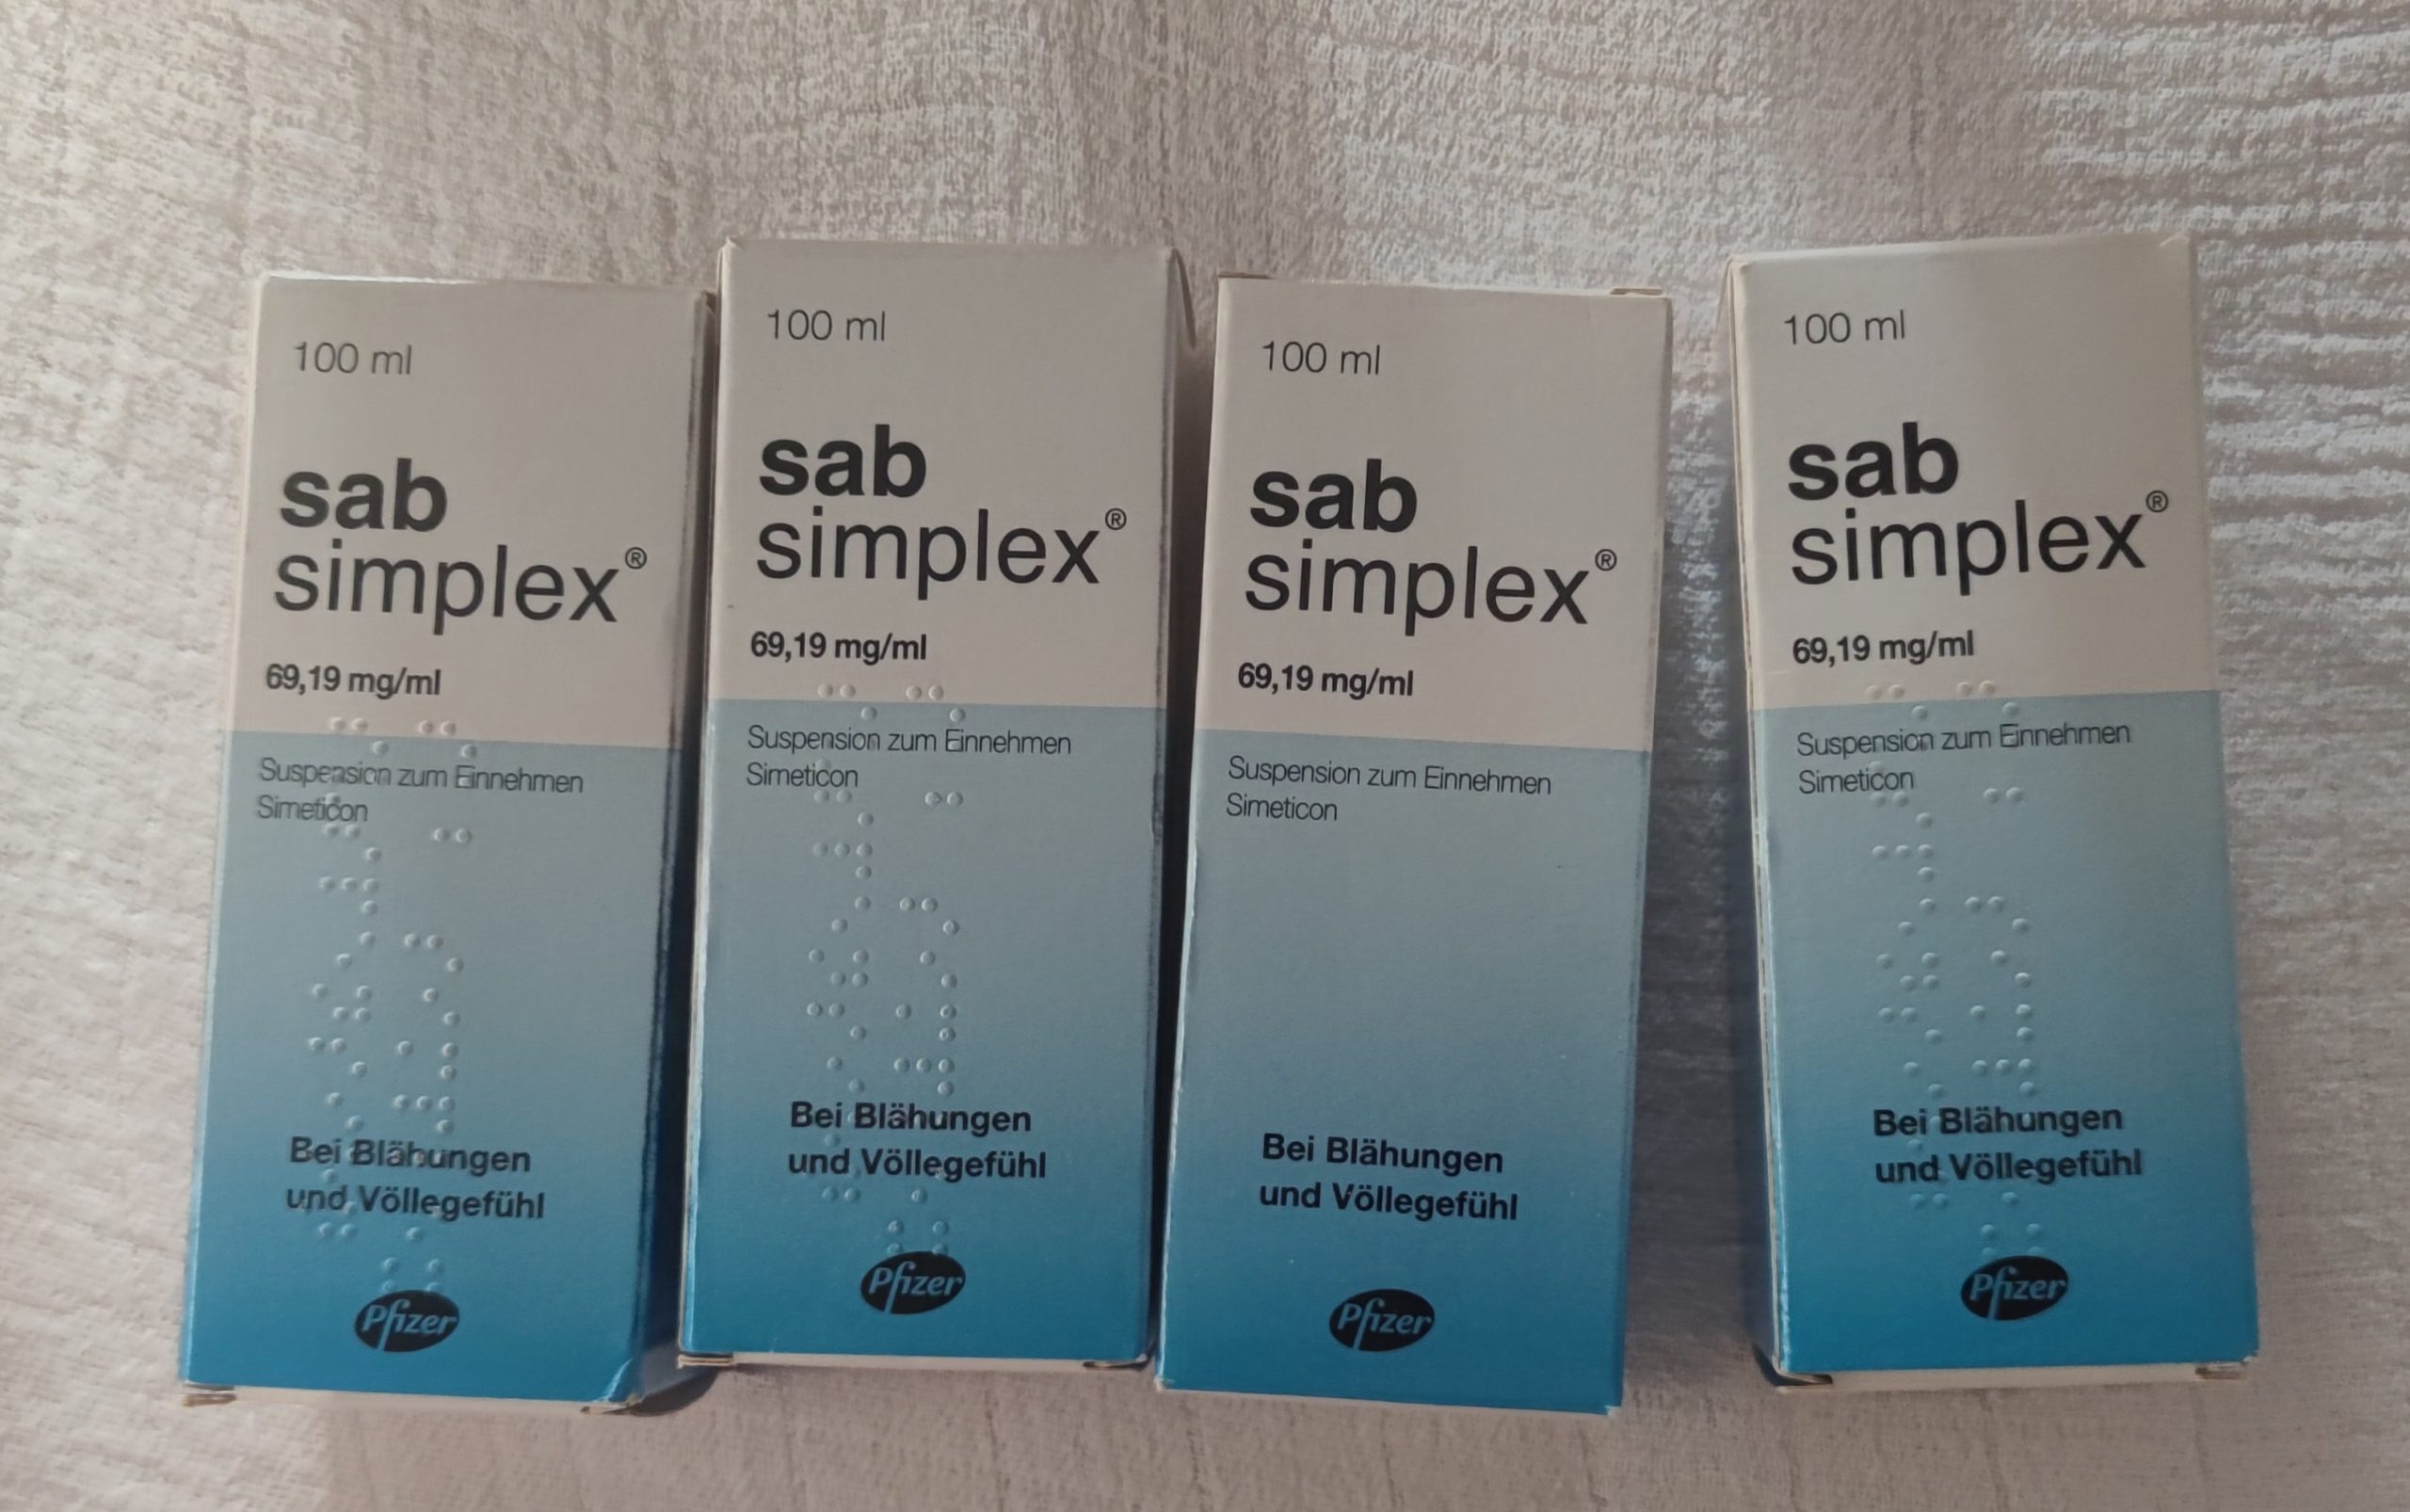 100 ml
sab
simplex®
69,19 mg/ml
Suspension zum Einnehmen
Simeticon
Bei Blähungen
und Völlegefühl
Pfizer
100 ml
sab
simplex®
69,19 mg/ml
Suspension zum Einnehmen
Simeticon
Bei Blähungen
und Völlegefühl
Pfizer
100 ml
sab
simplex®
69,19 mg/ml
Suspension zum Einnehmen
Simeticon
Bei Blähungen
und Völlegefühl
Pfizer
100 ml
sab
simplex®
69,19 mg/ml
Suspension zum Einnehmen
Simeticon
Bei Blähungen
und Völlegefühl
Pfizer